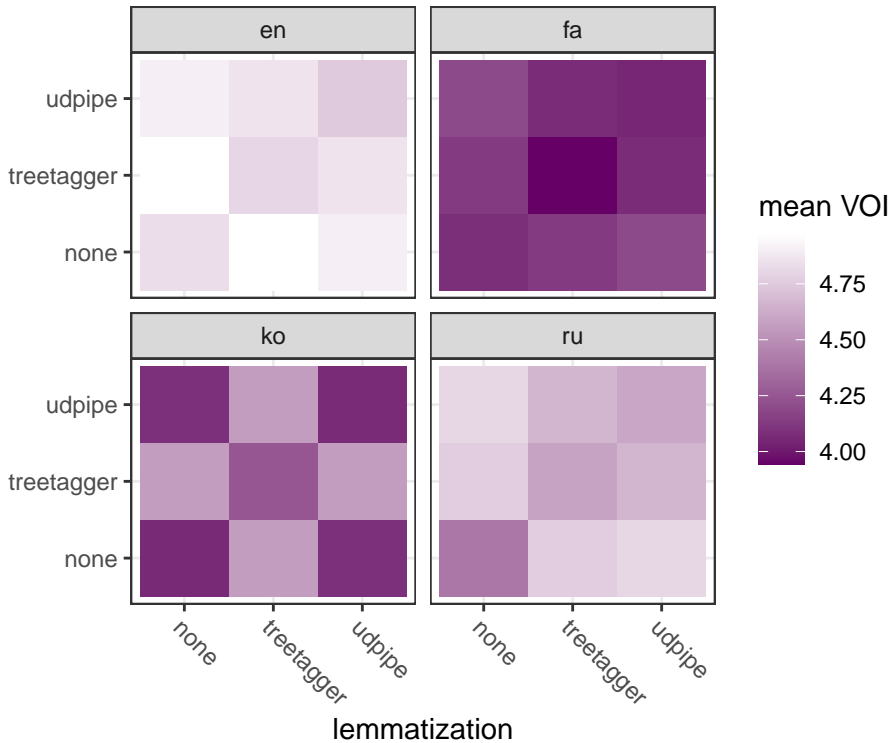 en
fa
udpipe
treetagger
none
ko
ru
udpipe
treetagger
none
none
treetagger
udpipe
none
treetagger
udpipe
lemmatization
mean VOI
4.75
4.50
4.25
4.00